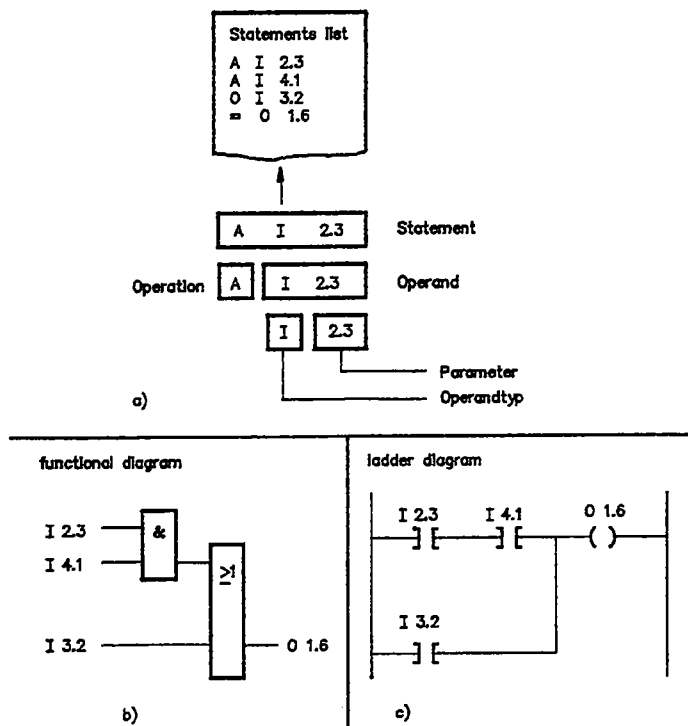 Statements list
A I 2.3
A I 4.1
O I 3.2
= O 1.6
A I 2.3 Statement
Operation A I 2.3 Operand
I 2.3
Parameter
Operandtyp
a)
functional diagram
I 2.3
&
I 4.1
≥1
I 3.2
O 1.6
b)
ladder diagram
I 2.3 I 4.1 O 1.6
I 3.2
c)